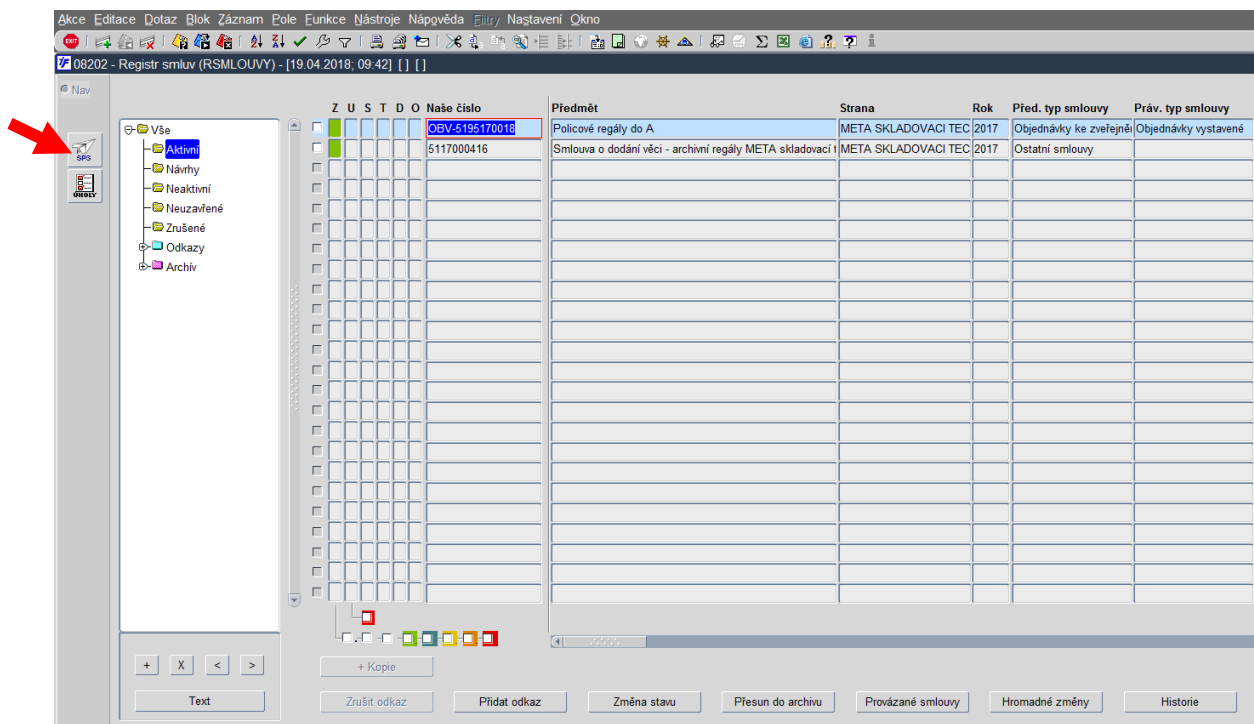 Akce Editace Dotaz Blok Záznam Pole Funkce Nástroje Nápověda Filtry Nastavení Okno
EXIT
08202 - Registr smluv (RSMLOUVY) - [19.04.2018; 09:42] [ ] [ ]
Nav
Z U S T D O Naše číslo Předmět Strana Rok Před. typ smlouvy Práv. typ smlouvy
Vše OBV-5195170018 Policové regály do A META SKLADOVACI TEC 2017 Objednávky ke zveřejněn Objednávky vystavené
SPS Aktivní 5117000416 Smlouva o dodání věci - archivní regály META skladovací t META SKLADOVACI TEC 2017 Ostatní smlouvy
Návrhy
ÚKOLY Neaktivní
Neuzavřené
Zrušené
Odkazy
Archív
+ X < > + Kopie
Text Zrušit odkaz Přidat odkaz Změna stavu Přesun do archivu Provázané smlouvy Hromadné změny Historie